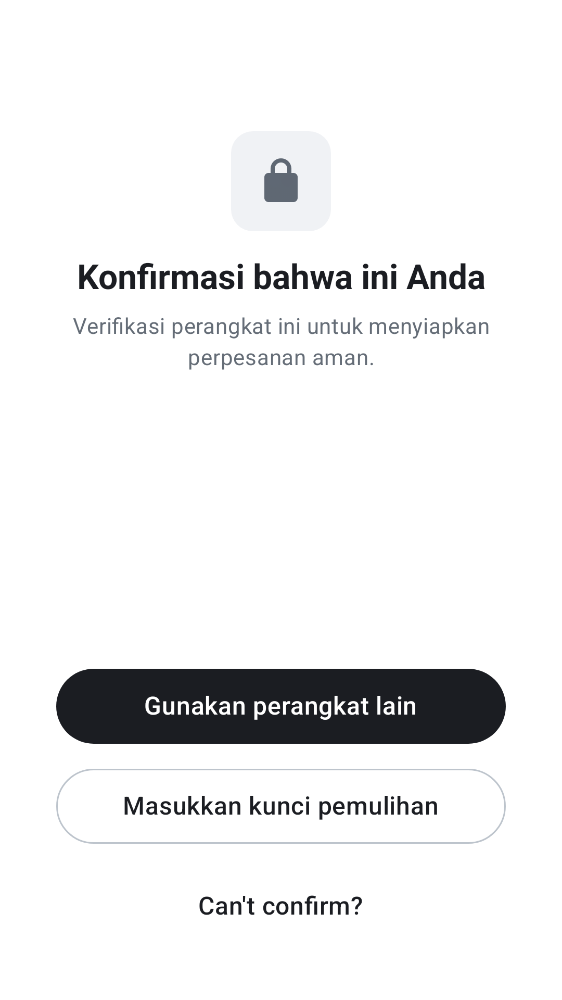 Konfirmasi bahwa ini Anda
Verifikasi perangkat ini untuk menyiapkan
perpesanan aman.
Gunakan perangkat lain
Masukkan kunci pemulihan
Can't confirm?